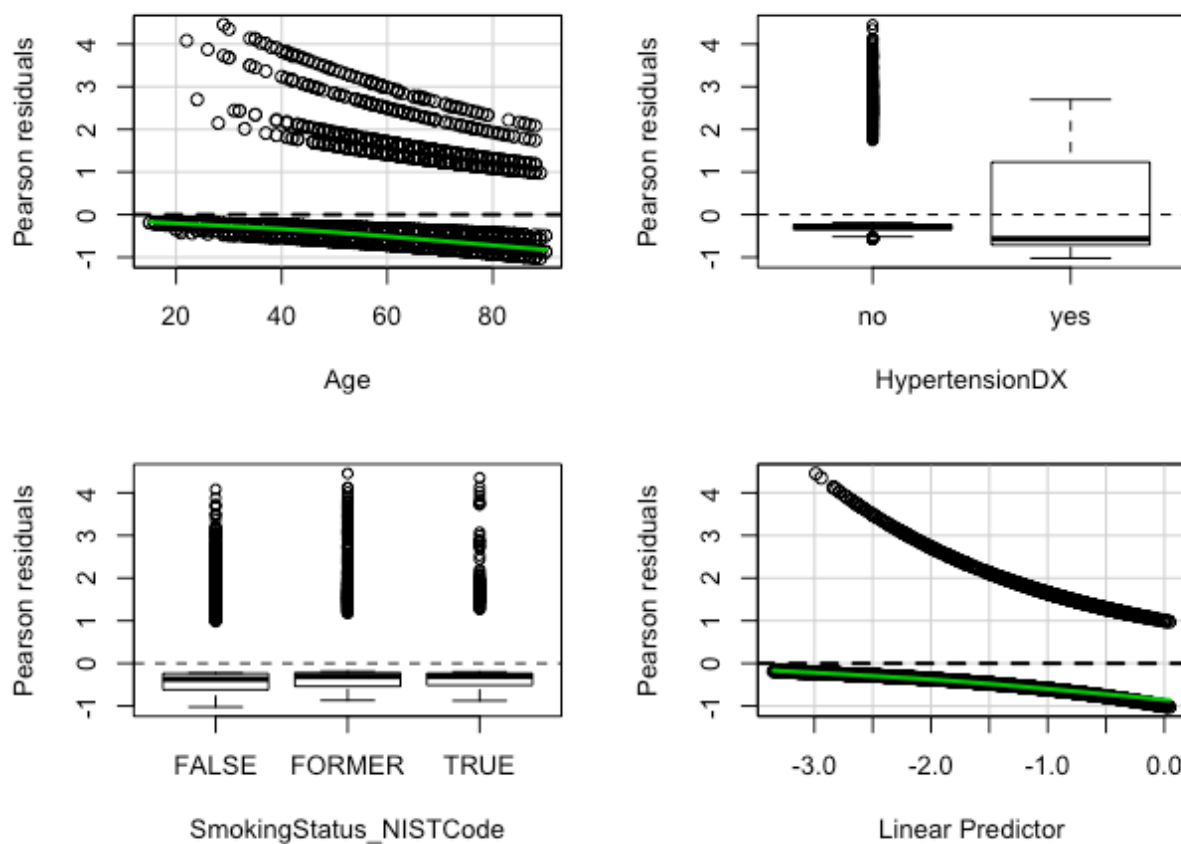 Pearson residuals
4
3
2
1
0
-1
20 40 60 80
Age
Pearson residuals
4
3
2
1
0
-1
no yes
HypertensionDX
Pearson residuals
4
3
2
1
0
-1
FALSE FORMER TRUE
SmokingStatus_NISTCode
Pearson residuals
4
3
2
1
0
-1
-3.0 -2.0 -1.0 0.0
Linear Predictor